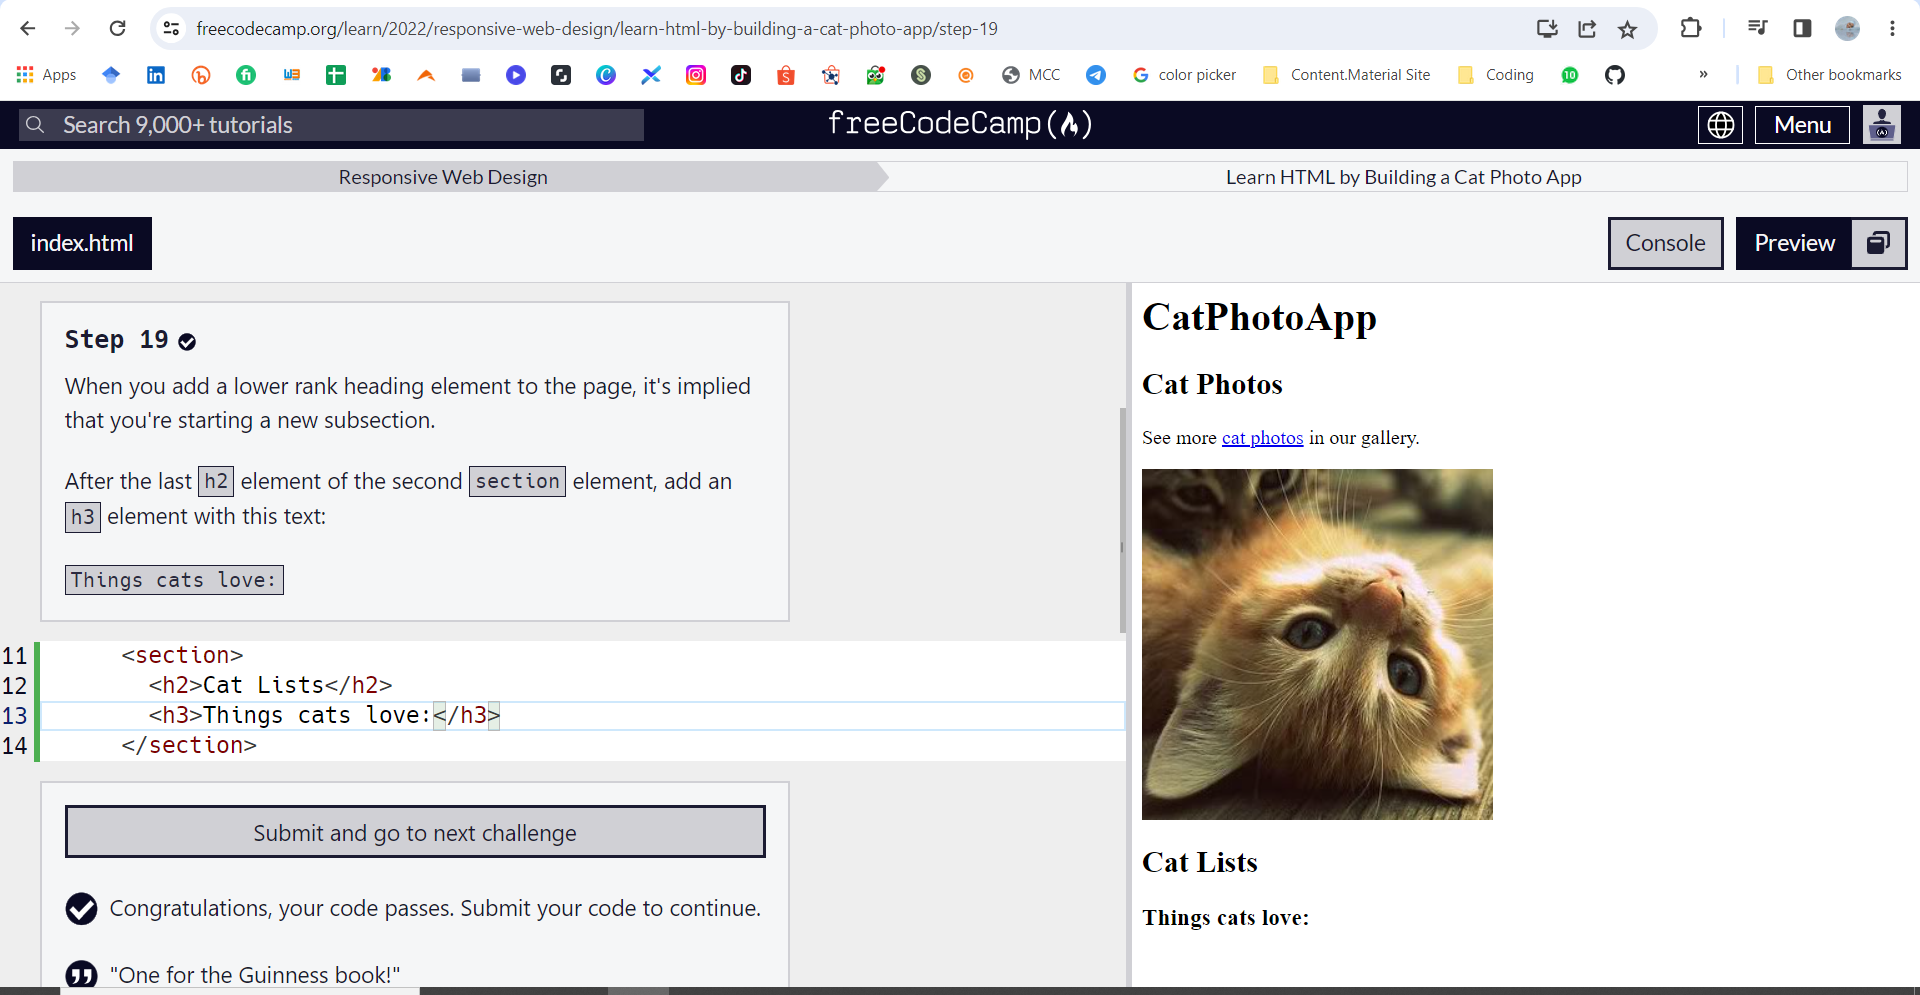 freecodecamp.org/learn/2022/responsive-web-design/learn-html-by-building-a-cat-photo-app/step-19
Apps
MCC
color picker
Content.Material Site
Coding
10
»
Other bookmarks
Search 9,000+ tutorials
freeCodeCamp
Menu
Responsive Web Design
Learn HTML by Building a Cat Photo App
index.html
Console
Preview
Step 19
When you add a lower rank heading element to the page, it's implied
that you're starting a new subsection.
After the last h2 element of the second section element, add an
h3 element with this text:
Things cats love:
11 <section>
12 <h2>Cat Lists</h2>
13 <h3>Things cats love:</h3>
14 </section>
Submit and go to next challenge
Congratulations, your code passes. Submit your code to continue.
"One for the Guinness book!"
CatPhotoApp
Cat Photos
See more cat photos in our gallery.
Cat Lists
Things cats love: